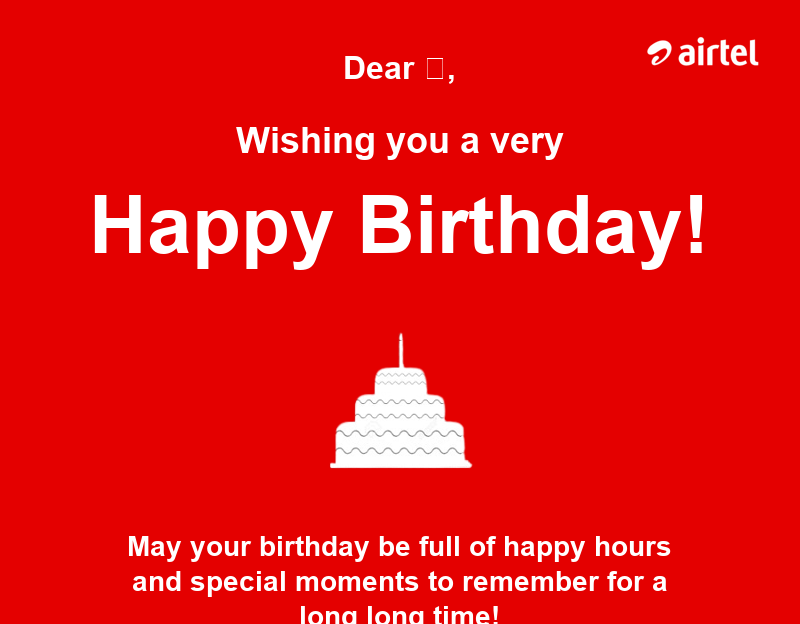 airtel
Dear ,
Wishing you a very
Happy Birthday!
May your birthday be full of happy hours
and special moments to remember for a
long long time!